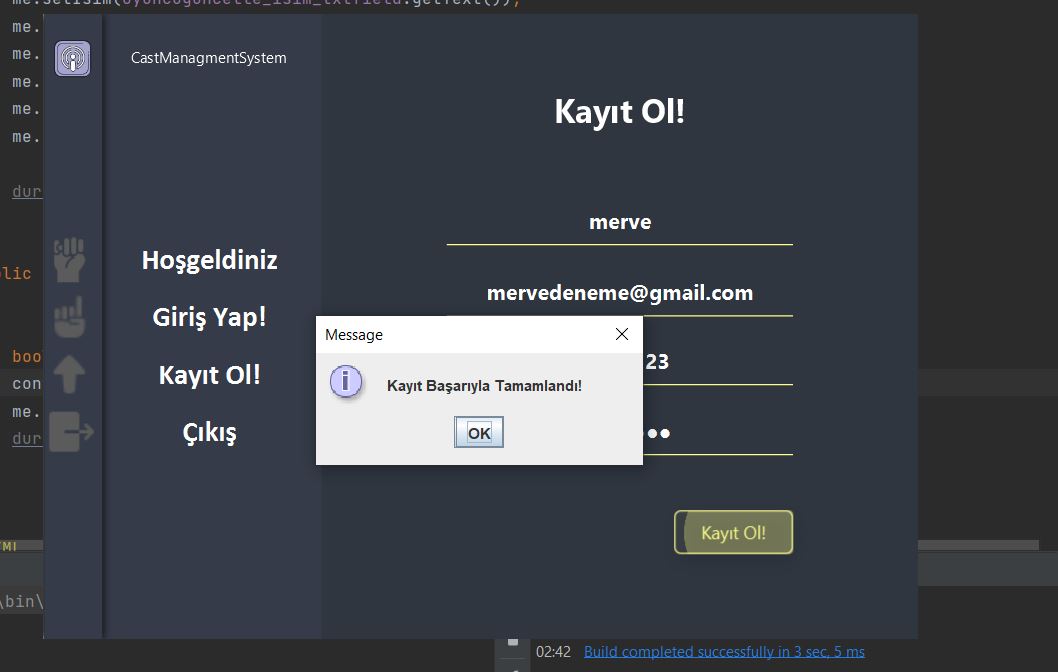 me.setisim(oyuncoguncelle_isim_txtfield.getText());
me.
me.
me.
me.
me.
dur
lic
boo
con
me.
dur
\bin\
CastManagmentSystem
Hoşgeldiniz
Giriş Yap!
Kayıt Ol!
Çıkış
Kayıt Ol!
merve
mervedeneme@gmail.com
23
Message
Kayıt Başarıyla Tamamlandı!
OK
Kayıt Ol!
02:42 Build completed successfully in 3 sec, 5 ms